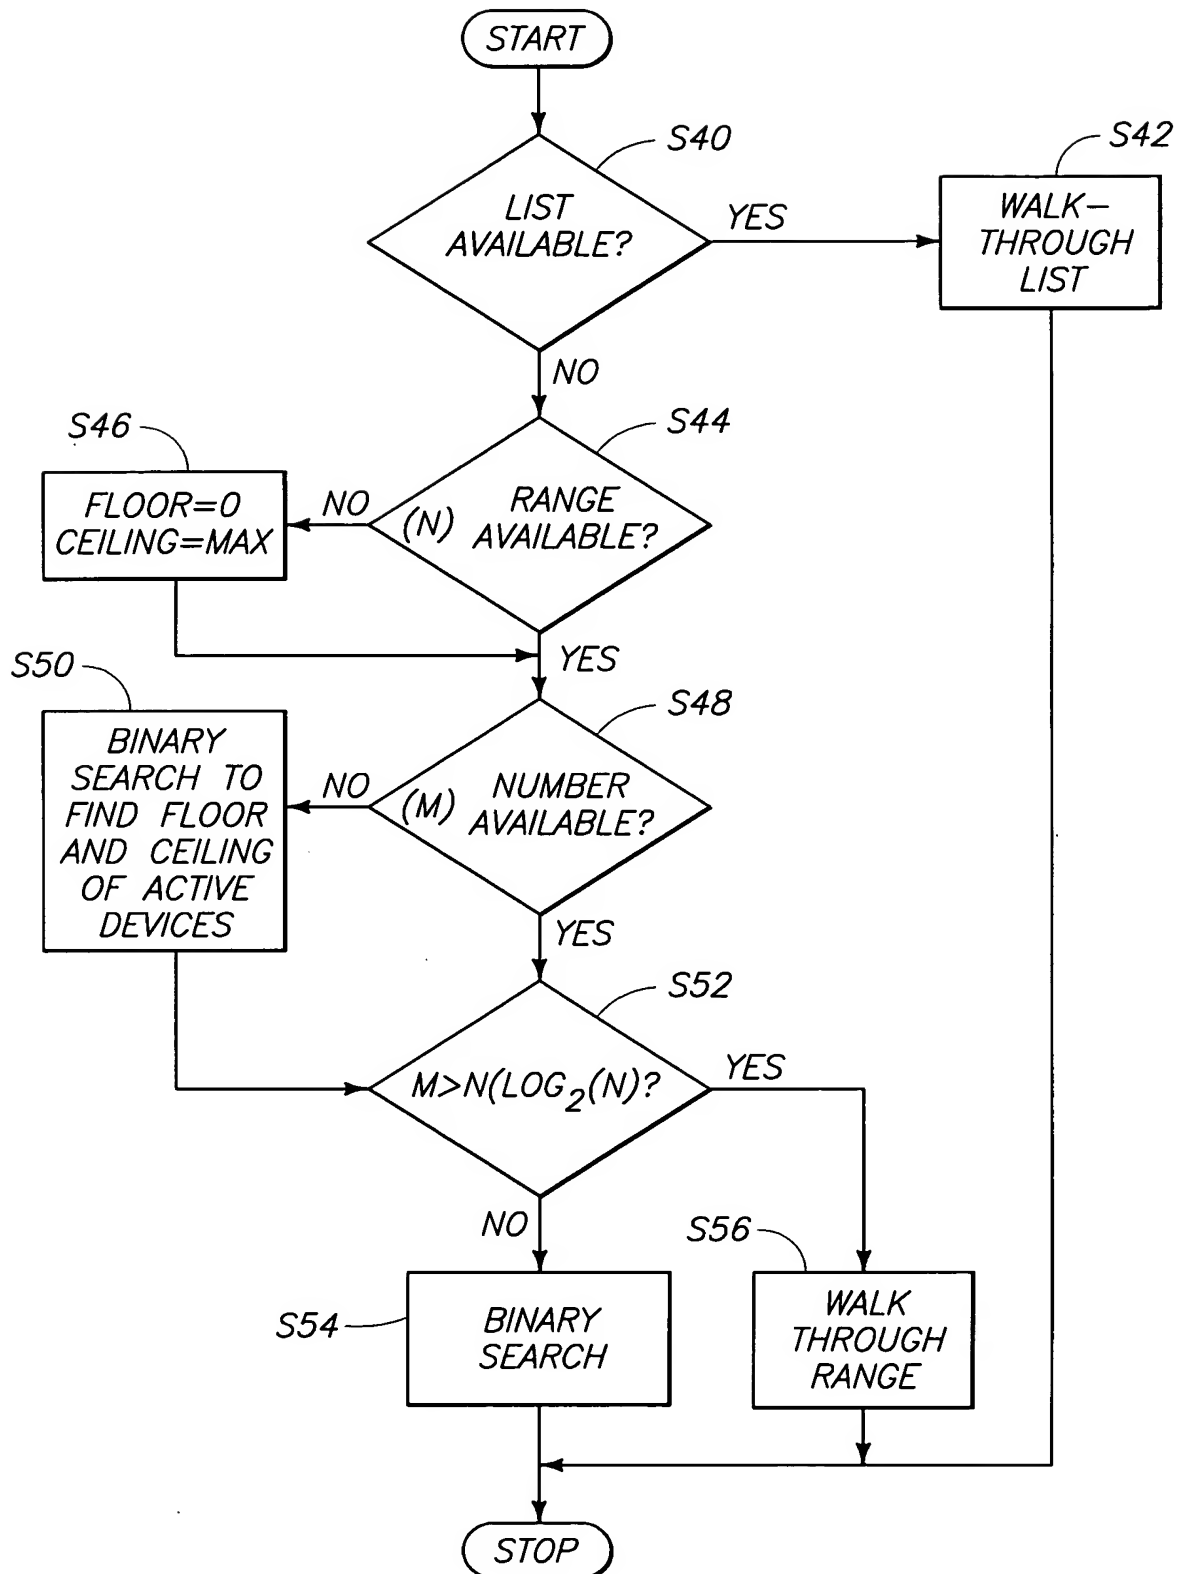 START
S40
LIST
AVAILABLE?
YES
S42
WALK-
THROUGH
LIST
NO
S44
(N)
RANGE
AVAILABLE?
NO
S46
FLOOR=0
CEILING=MAX
YES
S48
(M)
NUMBER
AVAILABLE?
NO
S50
BINARY
SEARCH TO
FIND FLOOR
AND CEILING
OF ACTIVE
DEVICES
YES
S52
M>N(LOG₂(N)?
YES
NO
S54
BINARY
SEARCH
S56
WALK
THROUGH
RANGE
STOP